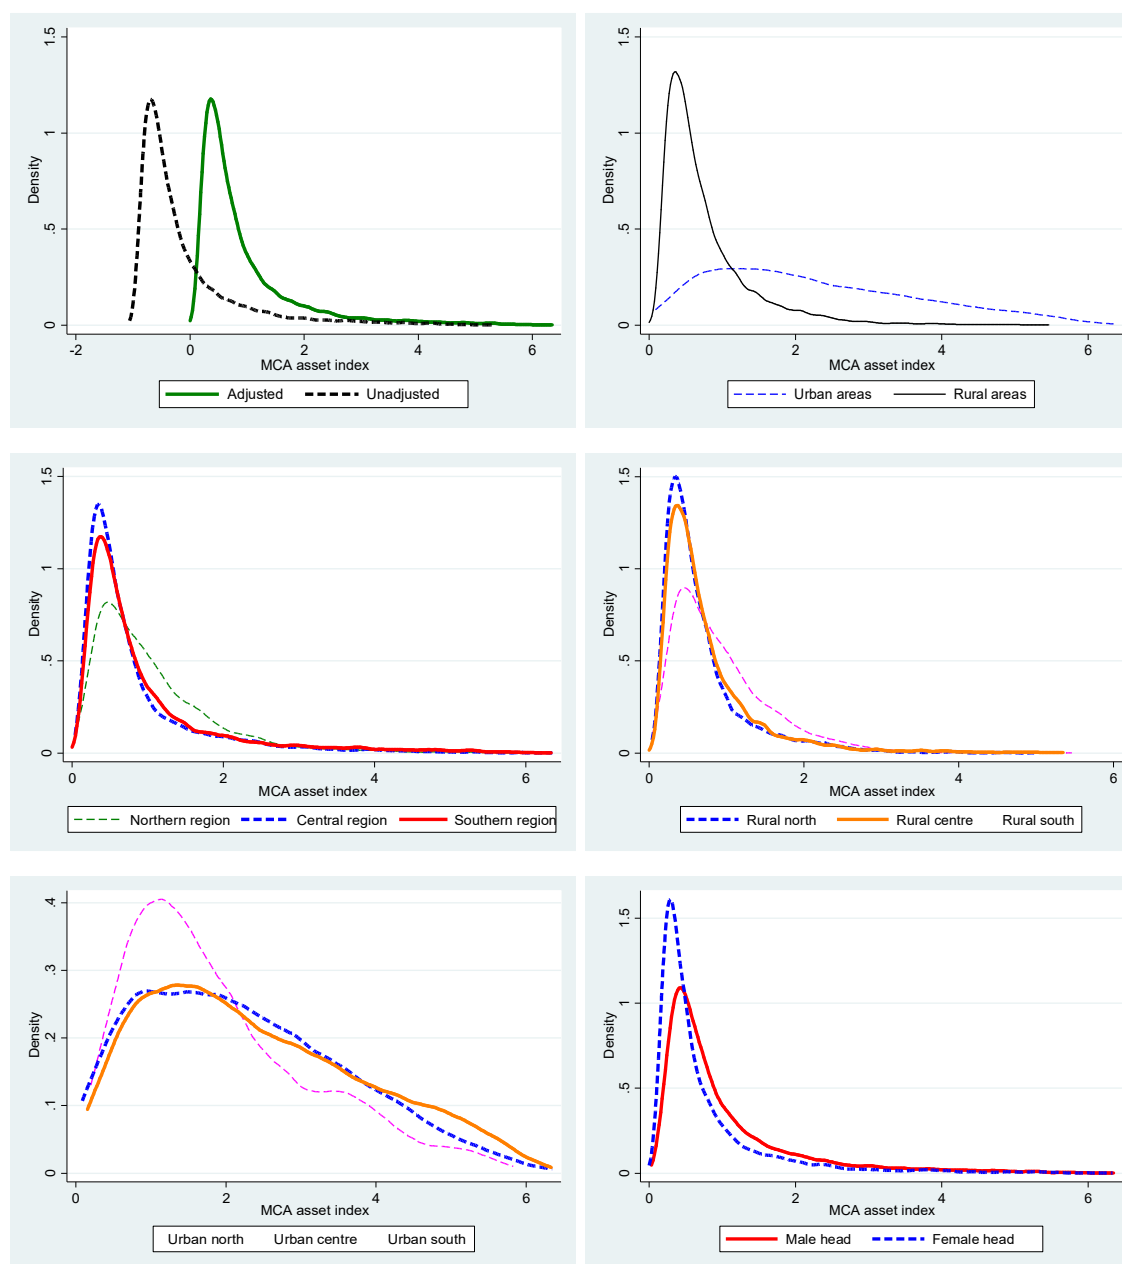 1.5
1
.5
0
Density
-2 0 2 4 6
MCA asset index
Adjusted Unadjusted
1.5
1
.5
0
Density
0 2 4 6
MCA asset index
Urban areas Rural areas
1.5
1
.5
0
Density
0 2 4 6
MCA asset index
Northern region Central region Southern region
1.5
1
.5
0
Density
0 2 4 6
MCA asset index
Rural north Rural centre Rural south
.4
.3
.2
.1
0
Density
0 2 4 6
MCA asset index
Urban north Urban centre Urban south
1.5
1
.5
0
Density
0 2 4 6
MCA asset index
Male head Female head